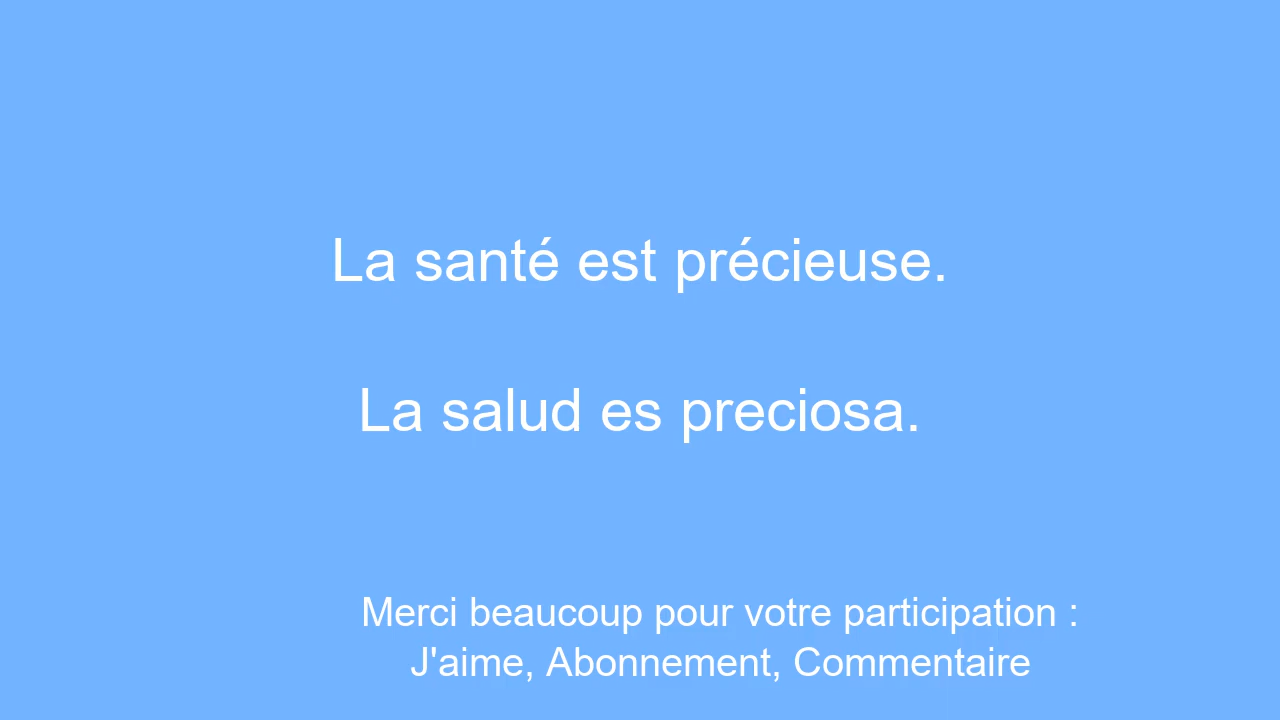 La santé est précieuse.
La salud es preciosa.
Merci beaucoup pour votre participation :
J'aime, Abonnement, Commentaire